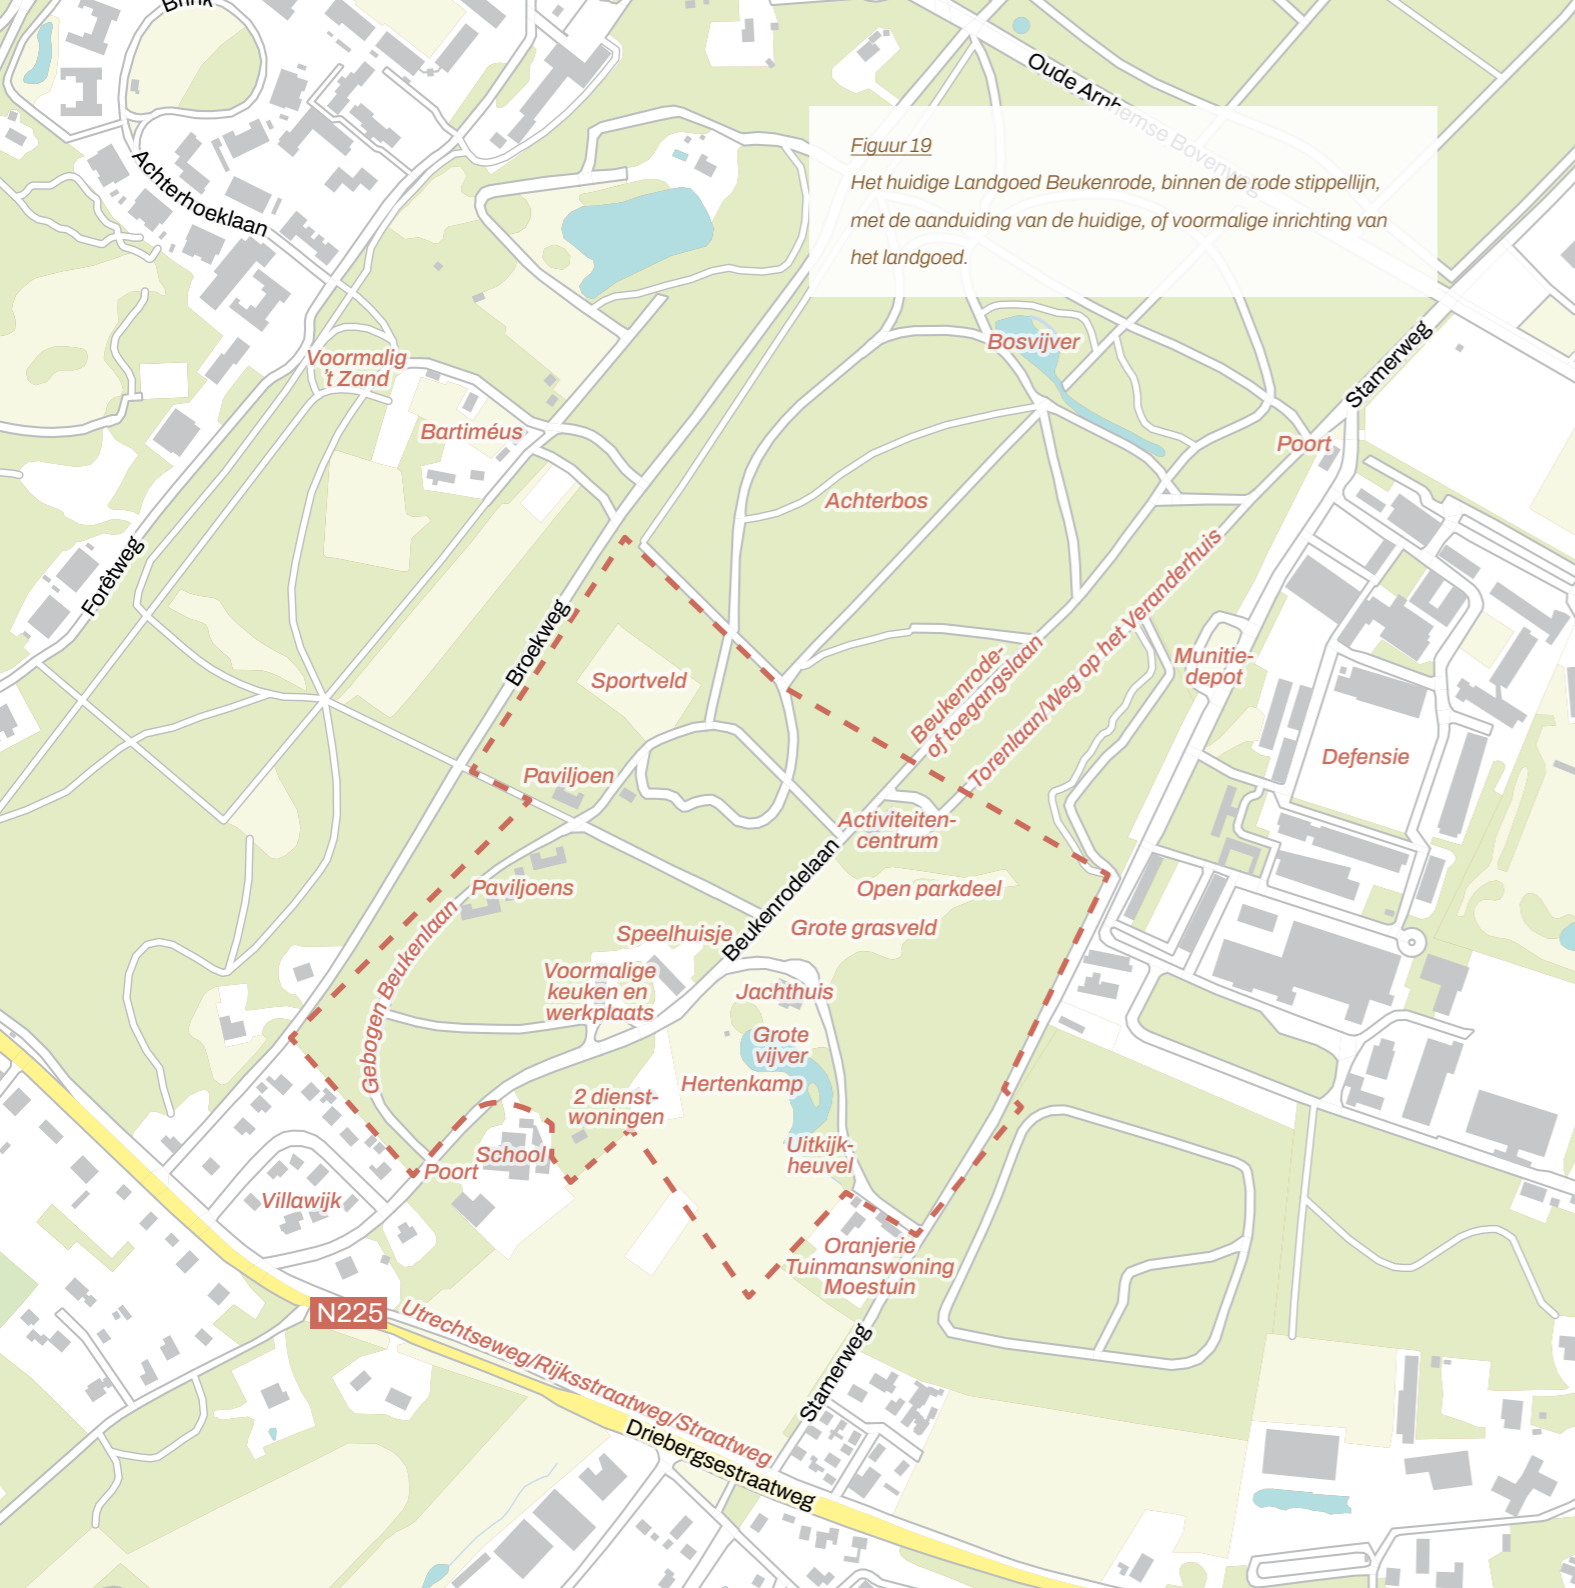 Brink
Oude Arnhemse Bovenweg
Figuur 19
Het huidige Landgoed Beukenrode, binnen de rode stippellijn,
met de aanduiding van de huidige, of voormalige inrichting van
het landgoed.
Achterhoeklaan
Bosvijver
Stamerweg
Voormalig
't Zand
Bartiméus
Poort
Achterbos
Forêtweg
Broekweg
Beukenrode-
of toegangslaan
Torenlaan/Weg op het Veranderhuis
Munitie-
depot
Sportveld
Defensie
Paviljoen
Activiteiten-
centrum
Paviljoens
Open parkdeel
Beukenrodelaan
Grote grasveld
Speelhuisje
Gebogen Beukenlaan
Voormalige
keuken en
werkplaats
Jachthuis
Grote
vijver
Hertenkamp
2 dienst-
woningen
Uitkijk-
heuvel
School
Poort
Villawijk
Oranjerie
Tuinmanswoning
Moestuin
N225
Utrechtseweg/Rijksstraatweg/Straatweg
Stamerweg
Driebergsestraatweg